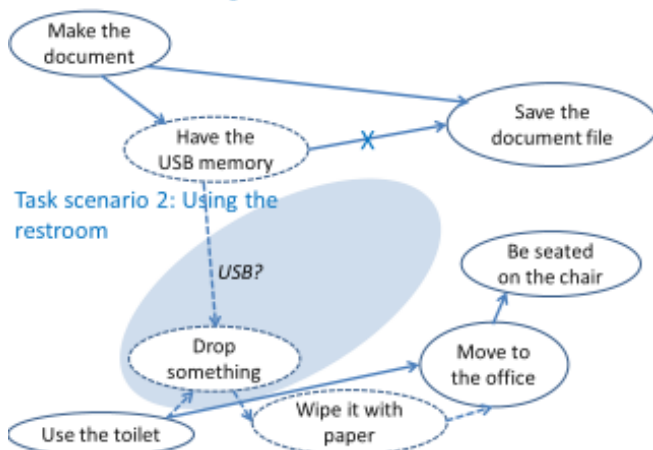 Make the
document
Save the
document file
Have the
USB memory
Task scenario 2: Using the
restroom
USB?
Be seated
on the chair
Drop
something
Move to
the office
Wipe it with
paper
Use the toilet